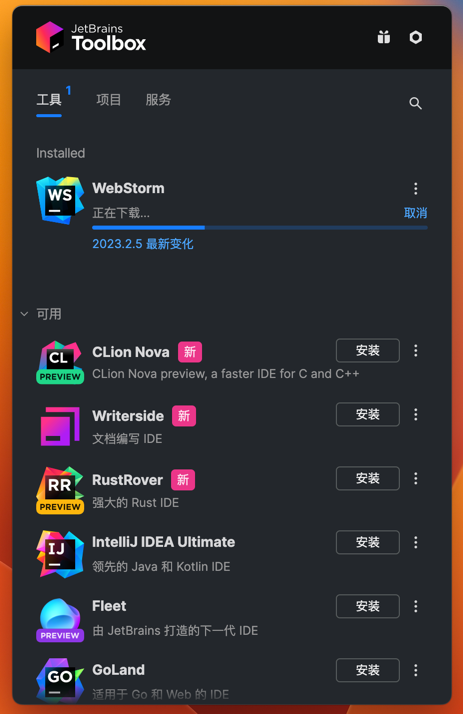 JetBrains
Toolbox
工具 1 项目 服务
Installed
WS
WebStorm
正在下载... 取消
2023.2.5 最新变化
可用
CL
PREVIEW
CLion Nova 新 安装
CLion Nova preview, a faster IDE for C and C++
Writerside 新 安装
文档编写 IDE
RR
PREVIEW
RustRover 新 安装
强大的 Rust IDE
IJ
IntelliJ IDEA Ultimate 安装
领先的 Java 和 Kotlin IDE
PREVIEW
Fleet 安装
由 JetBrains 打造的下一代 IDE
GO
GoLand 安装
适用于 Go 和 Web 的 IDE